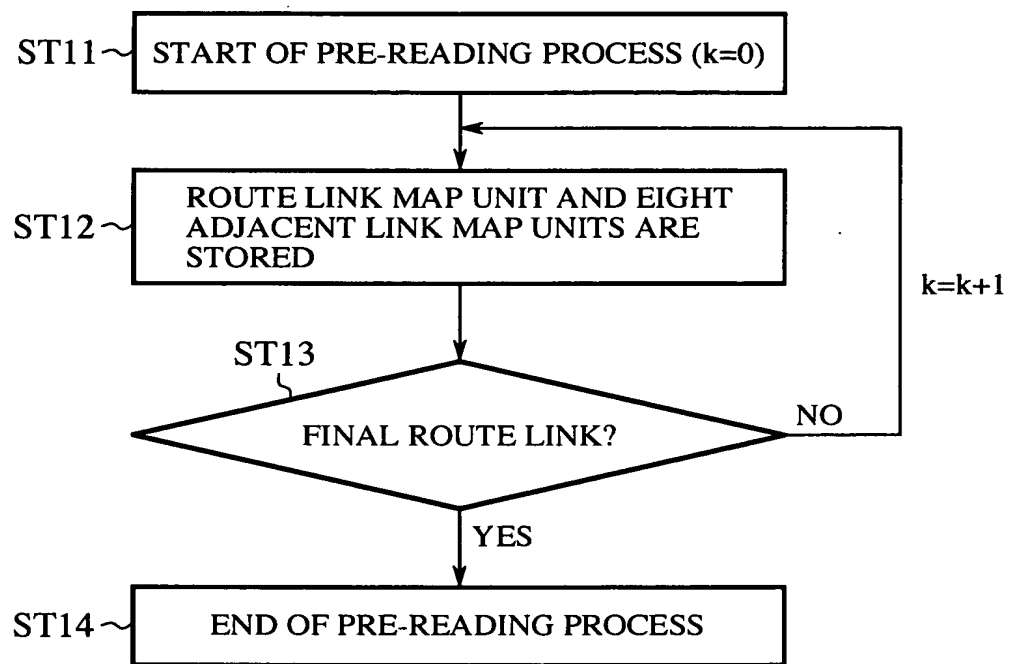 ST11
START OF PRE-READING PROCESS (k=0)
ST12
ROUTE LINK MAP UNIT AND EIGHT
ADJACENT LINK MAP UNITS ARE
STORED
k=k+1
ST13
FINAL ROUTE LINK?
NO
YES
ST14
END OF PRE-READING PROCESS